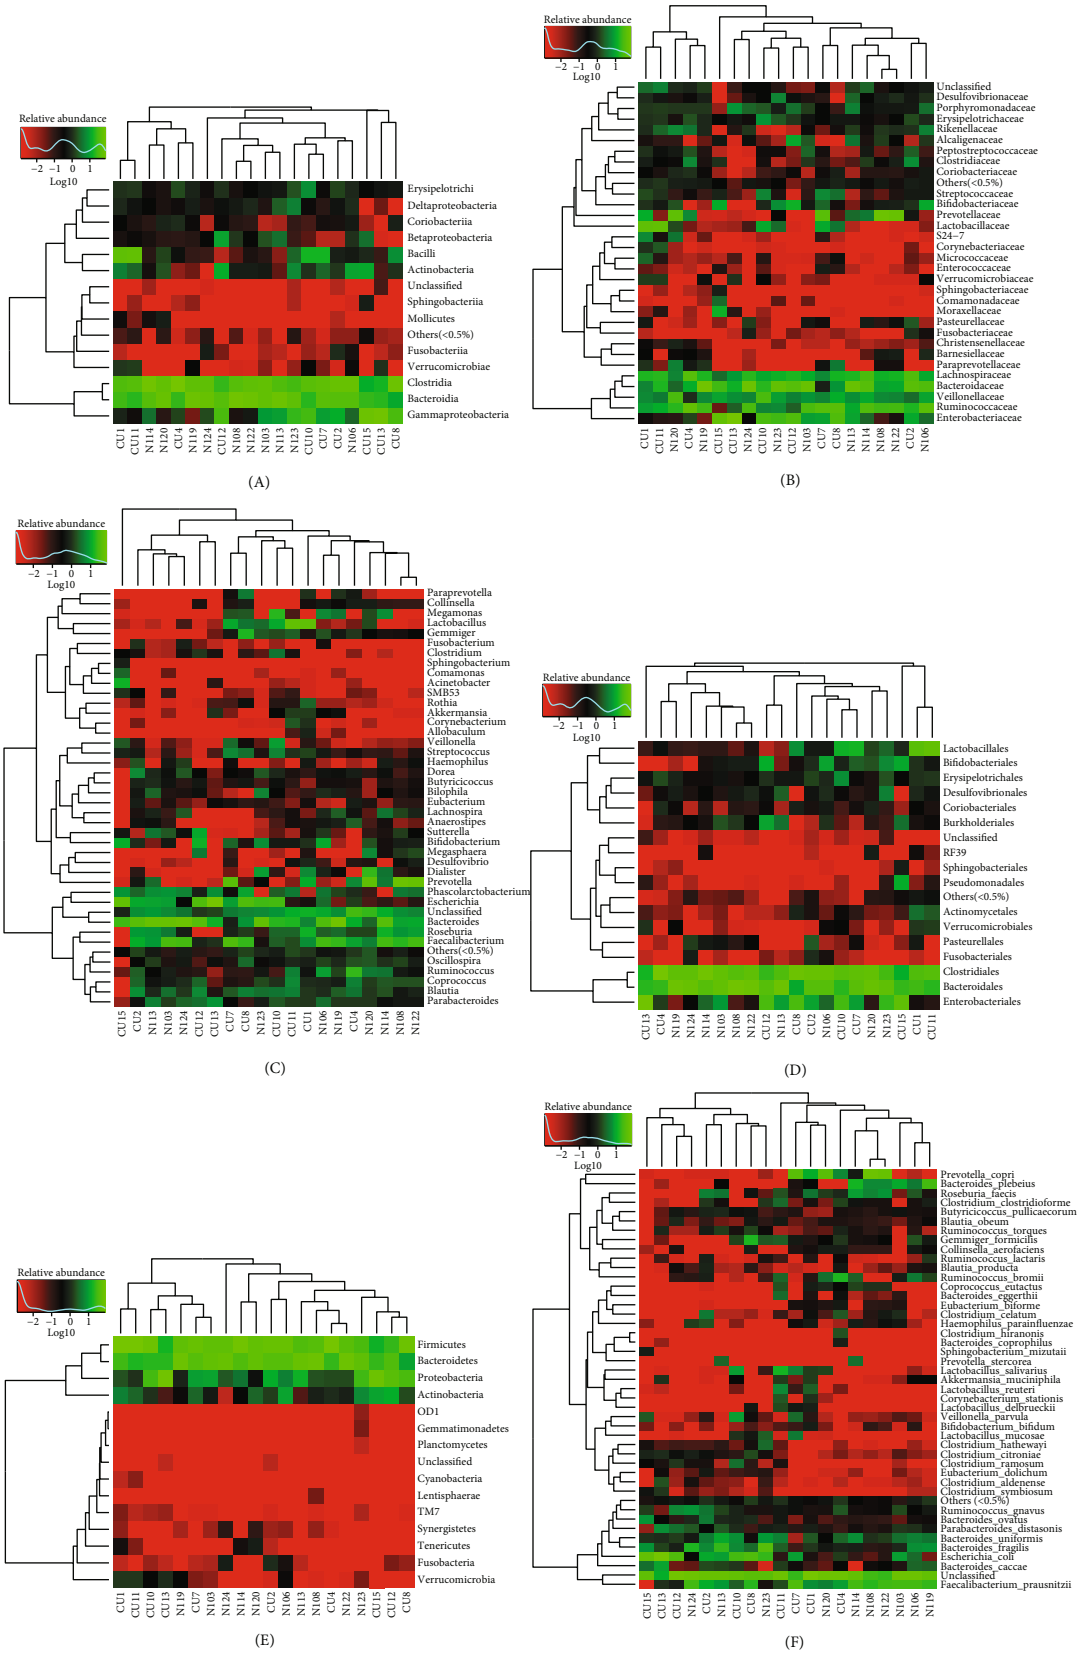 Relative abundance
−2 −1 0 1
Log10
Erysipelotrichi
Deltaproteobacteria
Coriobacteriia
Betaproteobacteria
Bacilli
Actinobacteria
Unclassified
Sphingobacteriia
Mollicutes
Others(<0.5%)
Fusobacteriia
Verrucomicrobiae
Clostridia
Bacteroidia
Gammaproteobacteria
CU1 CU11 N114 N120 CU4 N119 N124 CU12 N108 N122 N103 N113 N123 CU10 CU7 CU2 N106 CU15 CU13 CU8
(A)
Relative abundance
−2 −1 0 1
Log10
Unclassified
Desulfovibrionaceae
Porphyromonadaceae
Erysipelotrichaceae
Rikenellaceae
Alcaligenaceae
Peptostreptococcaceae
Clostridiaceae
Coriobacteriaceae
Others(<0.5%)
Streptococcaceae
Bifidobacteriaceae
Prevotellaceae
Lactobacillaceae
S24−7
Corynebacteriaceae
Micrococcaceae
Enterococcaceae
Verrucomicrobiaceae
Sphingobacteriaceae
Comamonadaceae
Moraxellaceae
Pasteurellaceae
Fusobacteriaceae
Christensenellaceae
Barnesiellaceae
Paraprevotellaceae
Lachnospiraceae
Bacteroidaceae
Veillonellaceae
Ruminococcaceae
Enterobacteriaceae
CU1 CU11 N120 CU4 N119 CU15 CU13 N124 CU10 N123 CU12 N103 CU7 CU8 N113 N114 N108 N122 CU2 N106
(B)
Relative abundance
−2 −1 0 1
Log10
Paraprevotella
Collinsella
Megamonas
Lactobacillus
Gemmiger
Fusobacterium
Clostridium
Sphingobacterium
Comamonas
Acinetobacter
SMB53
Rothia
Akkermansia
Corynebacterium
Allobaculum
Veillonella
Streptococcus
Haemophilus
Dorea
Butyricicoccus
Bilophila
Eubacterium
Lachnospira
Anaerostipes
Sutterella
Bifidobacterium
Megasphaera
Desulfovibrio
Dialister
Prevotella
Phascolarctobacterium
Escherichia
Unclassified
Bacteroides
Roseburia
Faecalibacterium
Others(<0.5%)
Oscillospira
Ruminococcus
Coprococcus
Blautia
Parabacteroides
CU15 CU2 N113 N103 N124 CU12 CU13 CU7 CU8 N123 CU10 CU11 CU1 N106 N119 CU4 N120 N114 N108 N122
(C)
Relative abundance
−2 −1 0 1
Log10
Lactobacillales
Bifidobacteriales
Erysipelotrichales
Desulfovibrionales
Coriobacteriales
Burkholderiales
Unclassified
RF39
Sphingobacteriales
Pseudomonadales
Others(<0.5%)
Actinomycetales
Verrucomicrobiales
Pasteurellales
Fusobacteriales
Clostridiales
Bacteroidales
Enterobacteriales
CU13 CU4 N119 N124 N114 N103 N108 N122 CU12 N113 CU8 CU2 N106 CU10 CU7 N120 N123 CU15 CU1 CU11
(D)
Relative abundance
−2 −1 0 1
Log10
Firmicutes
Bacteroidetes
Proteobacteria
Actinobacteria
OD1
Gemmatimonadetes
Planctomycetes
Unclassified
Cyanobacteria
Lentisphaerae
TM7
Synergistetes
Tenericutes
Fusobacteria
Verrucomicrobia
CU1 CU11 CU10 CU13 N119 CU7 N103 N124 N114 N120 CU2 N106 N113 N108 CU4 N122 N123 CU15 CU12 CU8
(E)
Relative abundance
−2 −1 0 1
Log10
Prevotella_copri
Bacteroides_plebeius
Roseburia_faecis
Clostridium_clostridioforme
Butyricicoccus_pullicaecorum
Blautia_obeum
Ruminococcus_torques
Gemmiger_formicilis
Collinsella_aerofaciens
Ruminococcus_lactaris
Blautia_producta
Ruminococcus_bromii
Coprococcus_eutactus
Bacteroides_eggerthii
Eubacterium_biforme
Clostridium_celatum
Haemophilus_parainfluenzae
Clostridium_hiranonis
Bacteroides_coprophilus
Sphingobacterium_mizutaii
Prevotella_stercorea
Lactobacillus_salivarius
Akkermansia_muciniphila
Lactobacillus_reuteri
Corynebacterium_stationis
Lactobacillus_delbrueckii
Veillonella_parvula
Bifidobacterium_bifidum
Lactobacillus_mucosae
Clostridium_hathewayi
Clostridium_citroniae
Clostridium_ramosum
Eubacterium_dolichum
Clostridium_aldenense
Clostridium_symbiosum
Others (<0.5%)
Ruminococcus_gnavus
Bacteroides_ovatus
Parabacteroides_distasonis
Bacteroides_uniformis
Bacteroides_fragilis
Escherichia_coli
Bacteroides_caccae
Unclassified
Faecalibacterium_prausnitzii
CU15 CU13 CU12 N124 CU2 N113 CU10 CU8 N123 CU11 CU7 CU1 N120 CU4 N114 N108 N122 N103 N106 N119
(F)